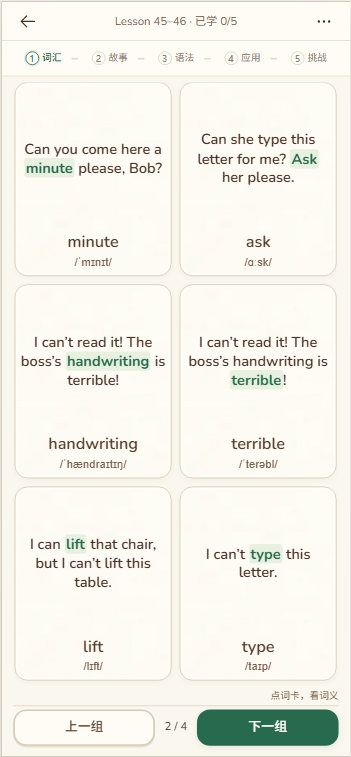 Lesson 45-46 · 已学 0/5
1 词汇
2 故事
3 语法
4 应用
5 挑战
Can you come here a
minute please, Bob?
minute
/ˈmɪnɪt/
Can she type this
letter for me? Ask
her please.
ask
/ɑːsk/
I can't read it! The
boss's handwriting is
terrible!
handwriting
/ˈhændraɪtɪŋ/
I can't read it! The
boss's handwriting is
terrible!
terrible
/ˈterəbl/
I can lift that chair,
but I can't lift this
table.
lift
/lɪft/
I can't type this
letter.
type
/taɪp/
点词卡，看词义
上一组
2 / 4
下一组